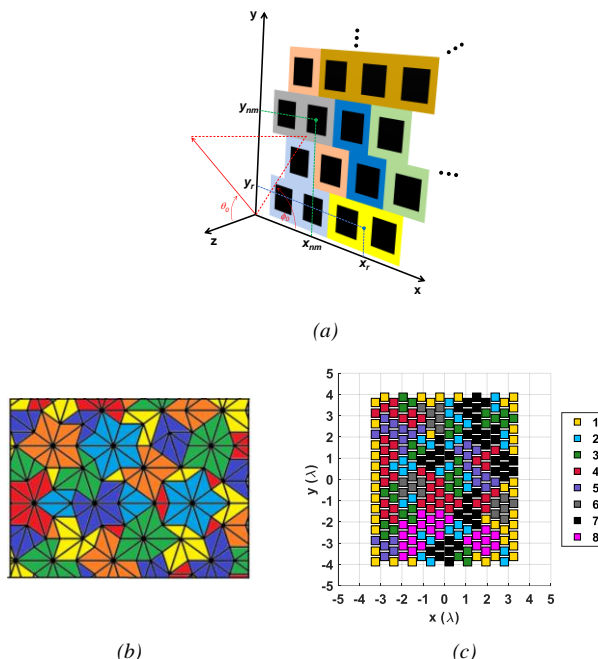 y
y_nm
y_r
θ_0
φ_0
z
x_nm
x_r
x
(a)
5
4
3
2
1
0
-1
-2
-3
-4
-5
y (λ)
-5 -4 -3 -2 -1 0 1 2 3 4 5
x (λ)
1
2
3
4
5
6
7
8
(b)
(c)